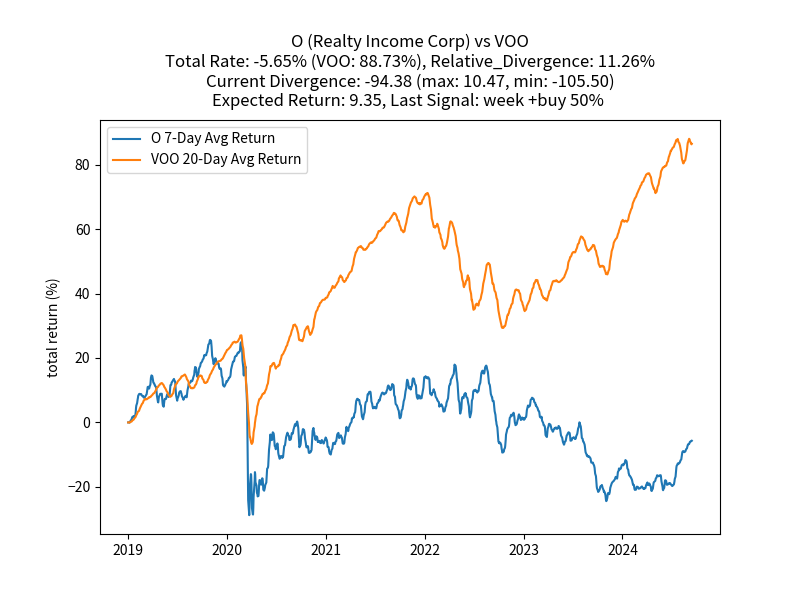 O (Realty Income Corp) vs VOO
Total Rate: -5.65% (VOO: 88.73%), Relative_Divergence: 11.26%
Current Divergence: -94.38 (max: 10.47, min: -105.50)
Expected Return: 9.35, Last Signal: week +buy 50%
O 7-Day Avg Return
VOO 20-Day Avg Return
total return (%)
80
60
40
20
0
−20
2019
2020
2021
2022
2023
2024